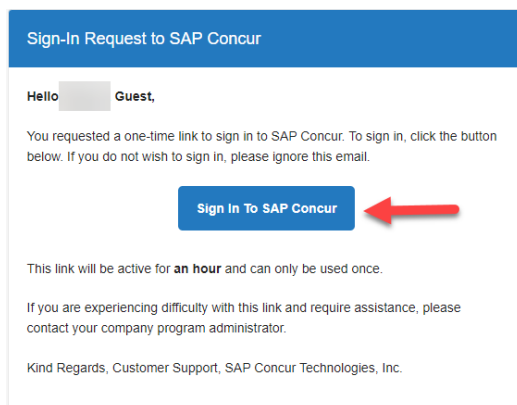 Sign-In Request to SAP Concur
Hello Guest,
You requested a one-time link to sign in to SAP Concur. To sign in, click the button
below. If you do not wish to sign in, please ignore this email.
Sign In To SAP Concur
This link will be active for an hour and can only be used once.
If you are experiencing difficulty with this link and require assistance, please
contact your company program administrator.
Kind Regards, Customer Support, SAP Concur Technologies, Inc.